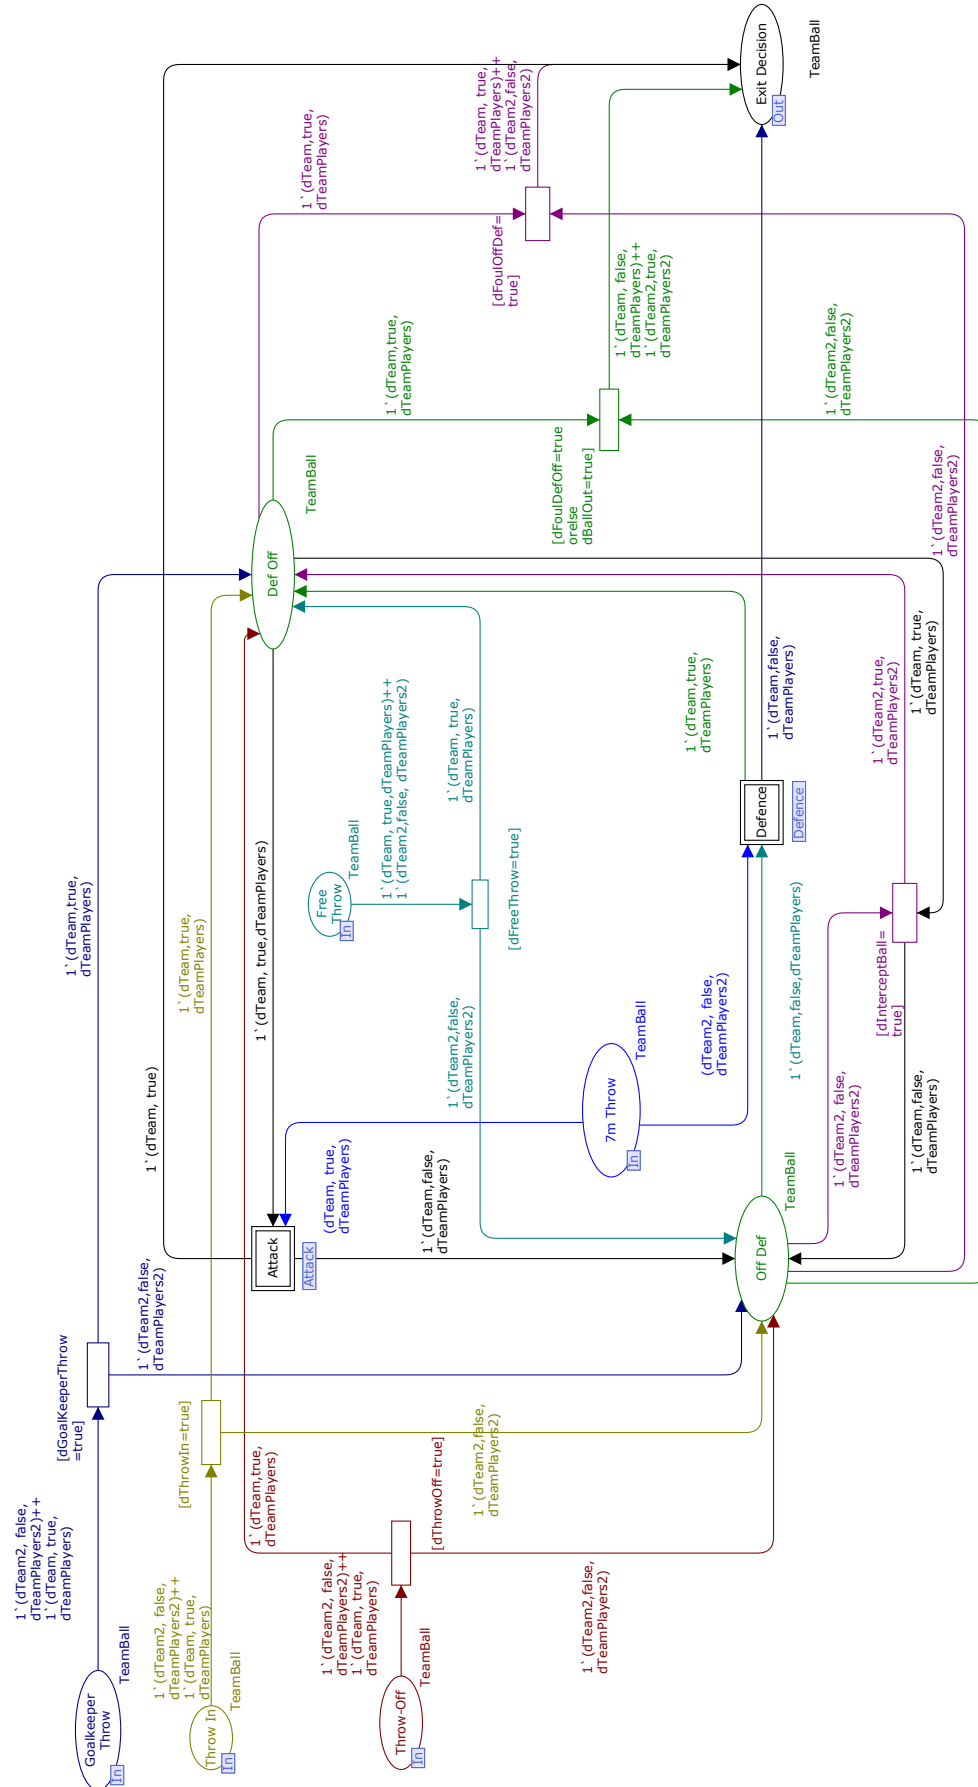 1`(dTeam2, false,
dTeamPlayers2)++
1`(dTeam, true,
dTeamPlayers)
Goalkeeper
Throw
In
TeamBall
[dGoalKeeperThrow
=true]
1`(dTeam,true,
dTeamPlayers)
1`(dTeam2,false,
dTeamPlayers2)
1`(dTeam, true)
1`(dTeam2, false,
dTeamPlayers2)++
1`(dTeam, true,
dTeamPlayers)
Throw In
In
TeamBall
[dThrowIn=true]
1`(dTeam,true,
dTeamPlayers)
1`(dTeam2,false,
dTeamPlayers2)
1`(dTeam,true,
dTeamPlayers)
1`(dTeam2, false,
dTeamPlayers2)++
1`(dTeam, true,
dTeamPlayers)
Throw-Off
In
TeamBall
[dThrowOff=true]
1`(dTeam2,false,
dTeamPlayers2)
Attack
Attack
1`(dTeam, true,dTeamPlayers)
(dTeam, true,
dTeamPlayers)
1`(dTeam,false,
dTeamPlayers)
Free
Throw
In
TeamBall
1`(dTeam, true,dTeamPlayers)++
1`(dTeam2,false, dTeamPlayers2)
[dFreeThrow=true]
1`(dTeam, true,
dTeamPlayers)
1`(dTeam2,false,
dTeamPlayers2)
7m Throw
In
TeamBall
(dTeam2, false,
dTeamPlayers2)
Def Off
TeamBall
1`(dTeam,true,
dTeamPlayers)
1`(dTeam,true,
dTeamPlayers)
[dFoulOffDef=
true]
1`(dTeam, true,
dTeamPlayers)++
1`(dTeam2,false,
dTeamPlayers2)
[dFoulDefOff=true
orelse
dBallOut=true]
1`(dTeam, false,
dTeamPlayers)++
1`(dTeam2,true,
dTeamPlayers2)
1`(dTeam2,false,
dTeamPlayers2)
1`(dTeam2,false,
dTeamPlayers2)
Exit Decision
Out
TeamBall
Defence
Defence
1`(dTeam,true,
dTeamPlayers)
1`(dTeam,false,
dTeamPlayers)
1`(dTeam,false,dTeamPlayers)
Off Def
TeamBall
1`(dTeam2, false,
dTeamPlayers2)
[dInterceptBall=
true]
1`(dTeam2,true,
dTeamPlayers2)
1`(dTeam, true,
dTeamPlayers)
1`(dTeam,false,
dTeamPlayers)